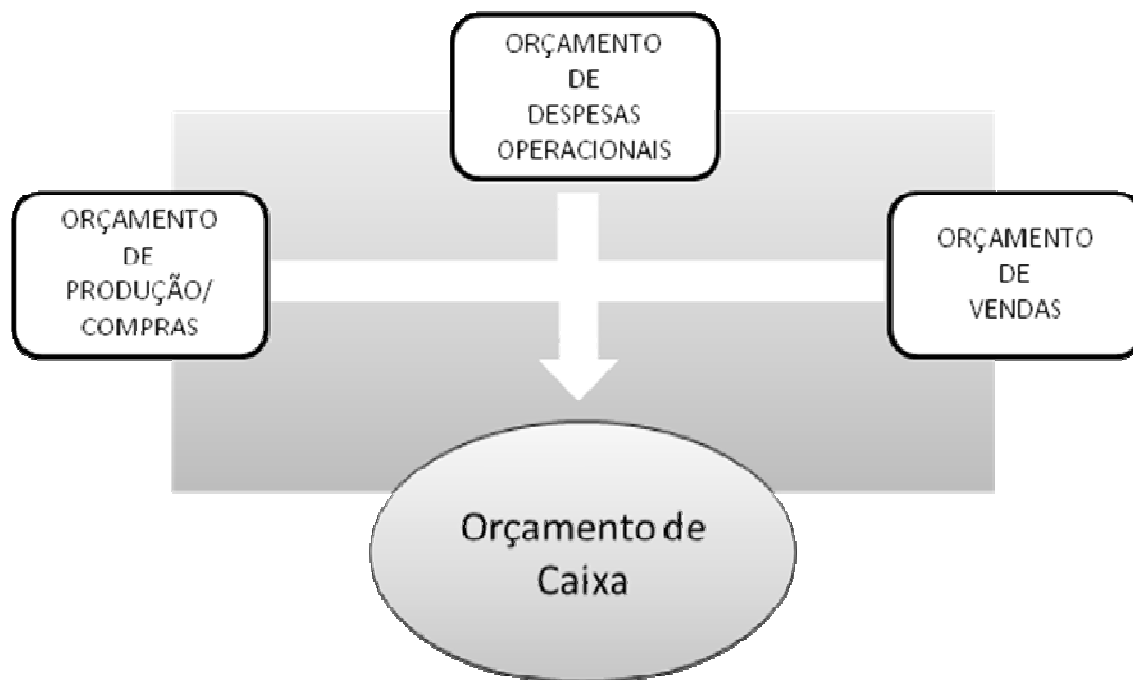 ORÇAMENTO
DE
DESPESAS
OPERACIONAIS
ORÇAMENTO
DE
PRODUÇÃO/
COMPRAS
ORÇAMENTO
DE
VENDAS
Orçamento de
Caixa